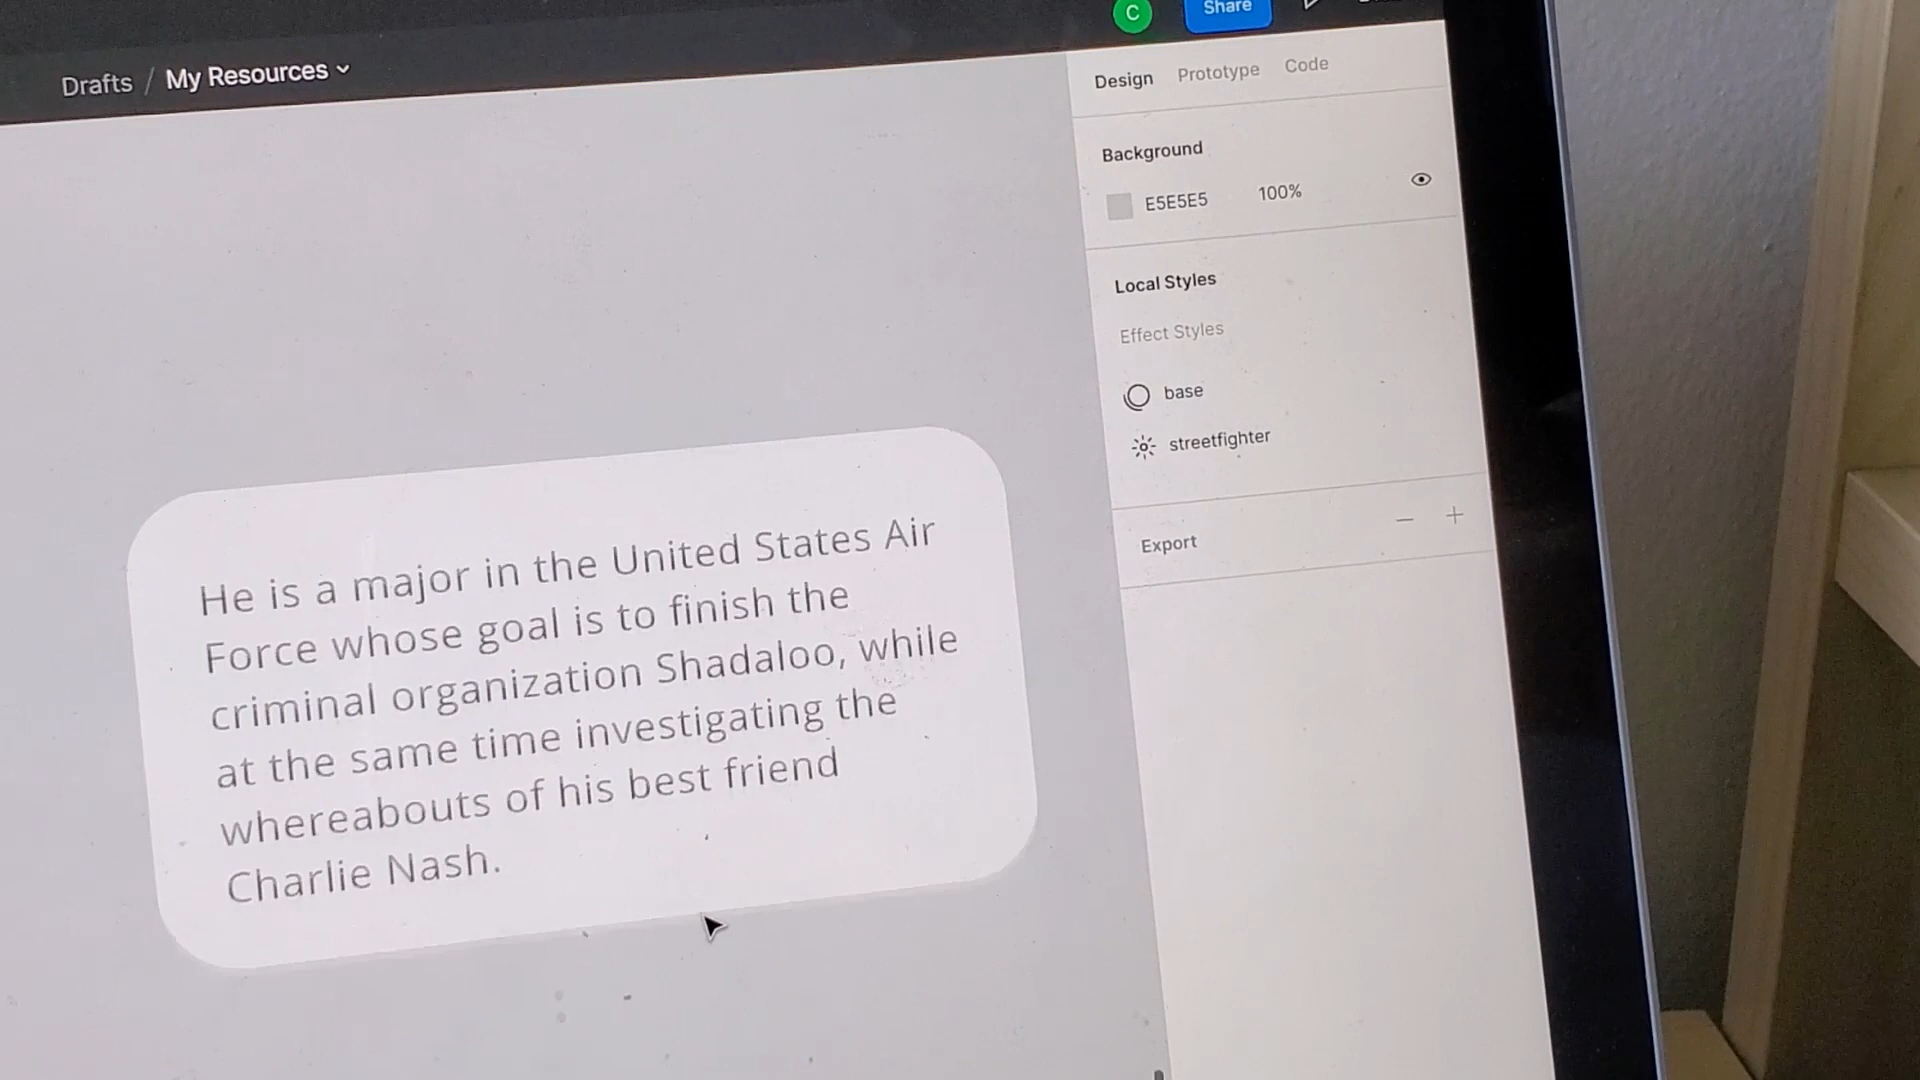 C
Share
Drafts / My Resources
Design Prototype Code
Background
E5E5E5 100%
Local Styles
Effect Styles
base
streetfighter
Export
He is a major in the United States Air
Force whose goal is to finish the
criminal organization Shadaloo, while
at the same time investigating the
whereabouts of his best friend
Charlie Nash.